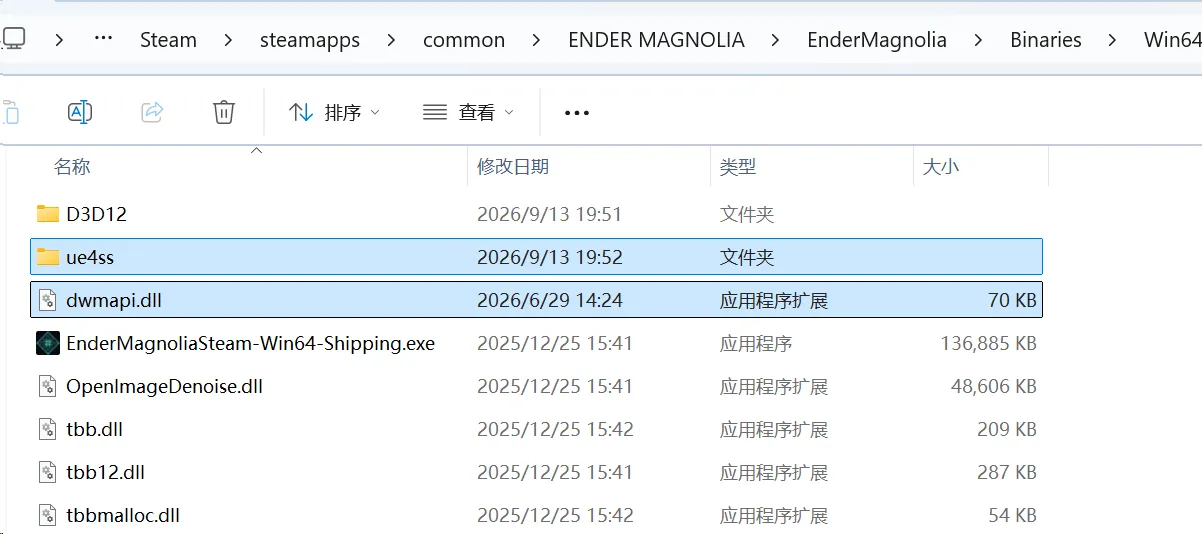 Steam > steamapps > common > ENDER MAGNOLIA > EnderMagnolia > Binaries > Win64
排序 查看
名称 修改日期 类型 大小
D3D12 2026/9/13 19:51 文件夹
ue4ss 2026/9/13 19:52 文件夹
dwmapi.dll 2026/6/29 14:24 应用程序扩展 70 KB
EnderMagnoliaSteam-Win64-Shipping.exe 2025/12/25 15:41 应用程序 136,885 KB
OpenImageDenoise.dll 2025/12/25 15:41 应用程序扩展 48,606 KB
tbb.dll 2025/12/25 15:42 应用程序扩展 209 KB
tbb12.dll 2025/12/25 15:41 应用程序扩展 287 KB
tbbmalloc.dll 2025/12/25 15:42 应用程序扩展 54 KB